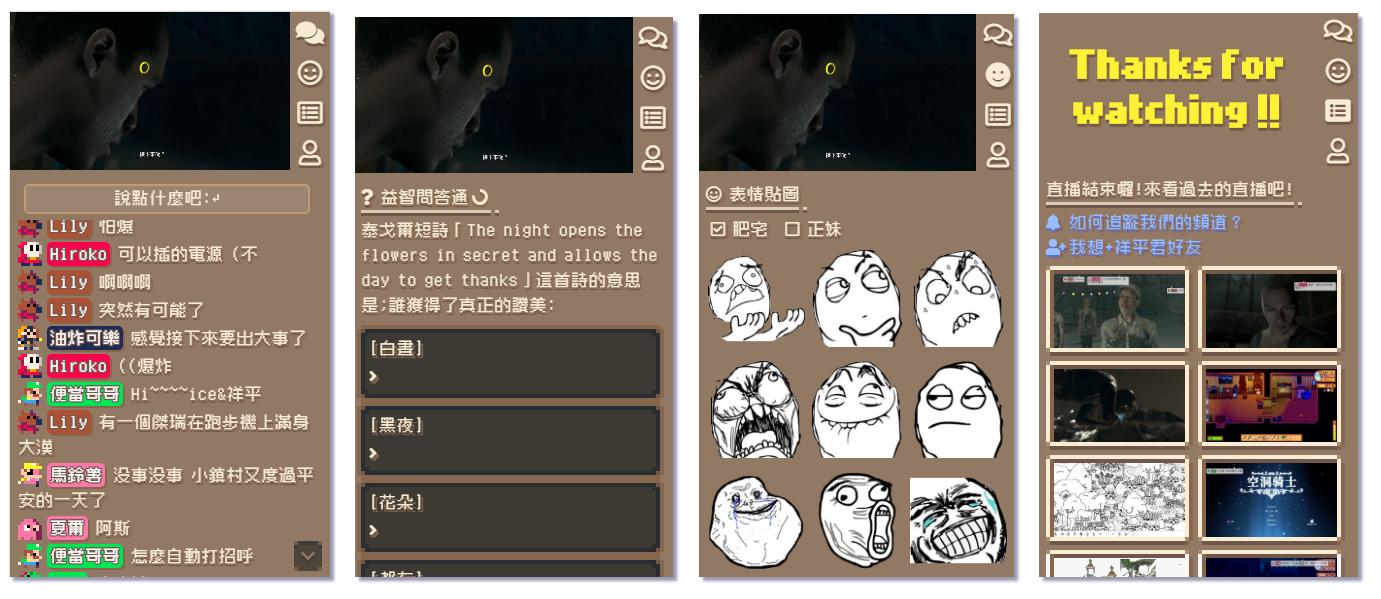 說點什麼吧:↲
Lily 怕爆
Hiroko 可以插的電源 (不
Lily 啊啊啊
Lily 突然有可能了
油炸可樂 感覺接下來要出大事了
Hiroko ((爆炸
便當哥哥 Hi~~~~ice&祥平
Lily 有一個傑瑞在跑步機上滿身
大漢
馬鈴薯 没事没事 小鎮村又度過平
安的一天了
夏爾 阿斯
便當哥哥 怎麼自動打招呼
? 益智問答通
泰戈爾短詩「The night opens the
flowers in secret and allows the
day to get thanks」這首詩的意思
是;誰獲得了真正的讚美:
[白晝]
[黑夜]
[花朵]
[都有]
表情貼圖
肥宅 正妹
Thanks for
watching !!
直播結束囉!來看過去的直播吧!
如何追蹤我們的頻道?
我想+祥平君好友
空洞騎士